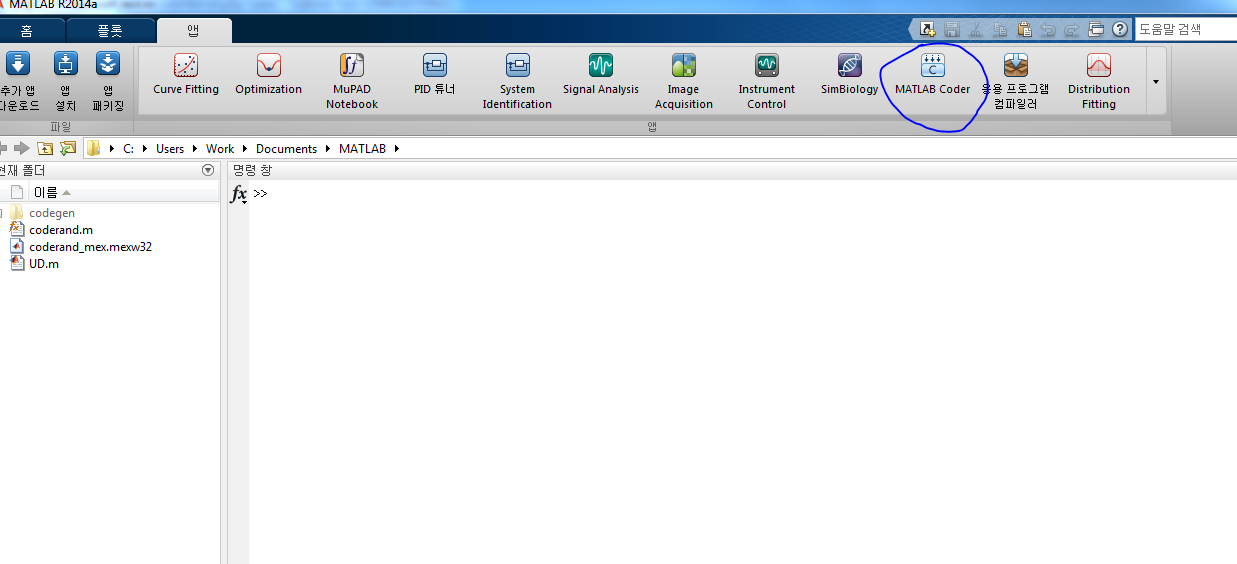 MATLAB R2014a
홈
플롯
앱
도움말 검색
추가 앱
다운로드
앱
설치
앱
패키징
Curve Fitting
Optimization
MuPAD
Notebook
PID 튜너
System
Identification
Signal Analysis
Image
Acquisition
Instrument
Control
SimBiology
MATLAB Coder
응용 프로그램
컴파일러
Distribution
Fitting
파일
앱
C:
Users
Work
Documents
MATLAB
현재 폴더
명령 창
이름
fx
>>
codegen
coderand.m
coderand_mex.mexw32
UD.m